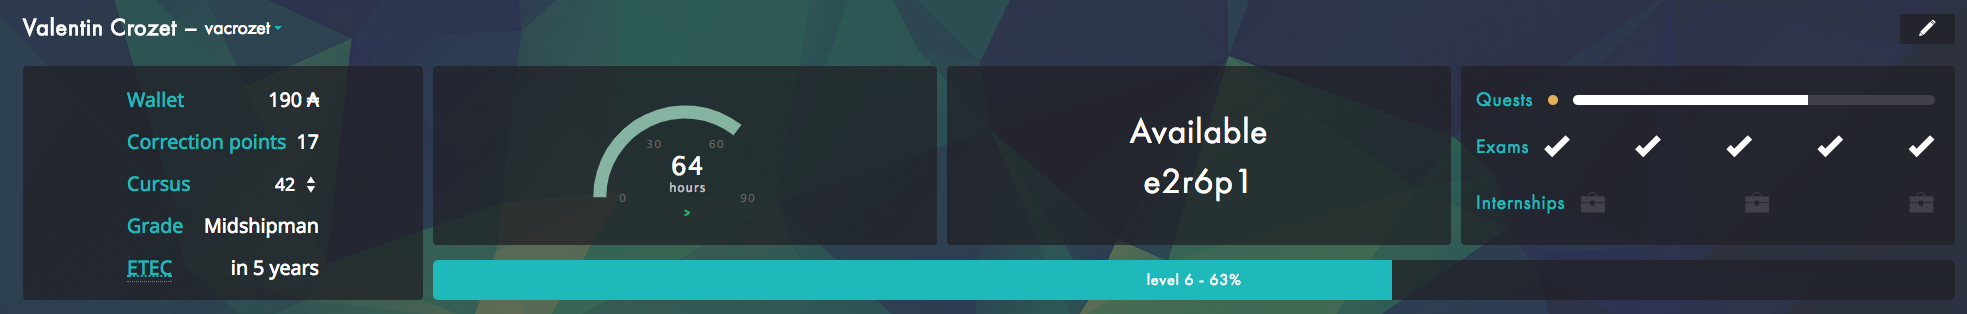 Valentin Crozet – vacrozet
Wallet 190 ₳
Correction points 17
Cursus 42
Grade Midshipman
ETEC in 5 years
30 60
64
hours
0 90
>
Available
e2r6p1
Quests
Exams
Internships
level 6 - 63%